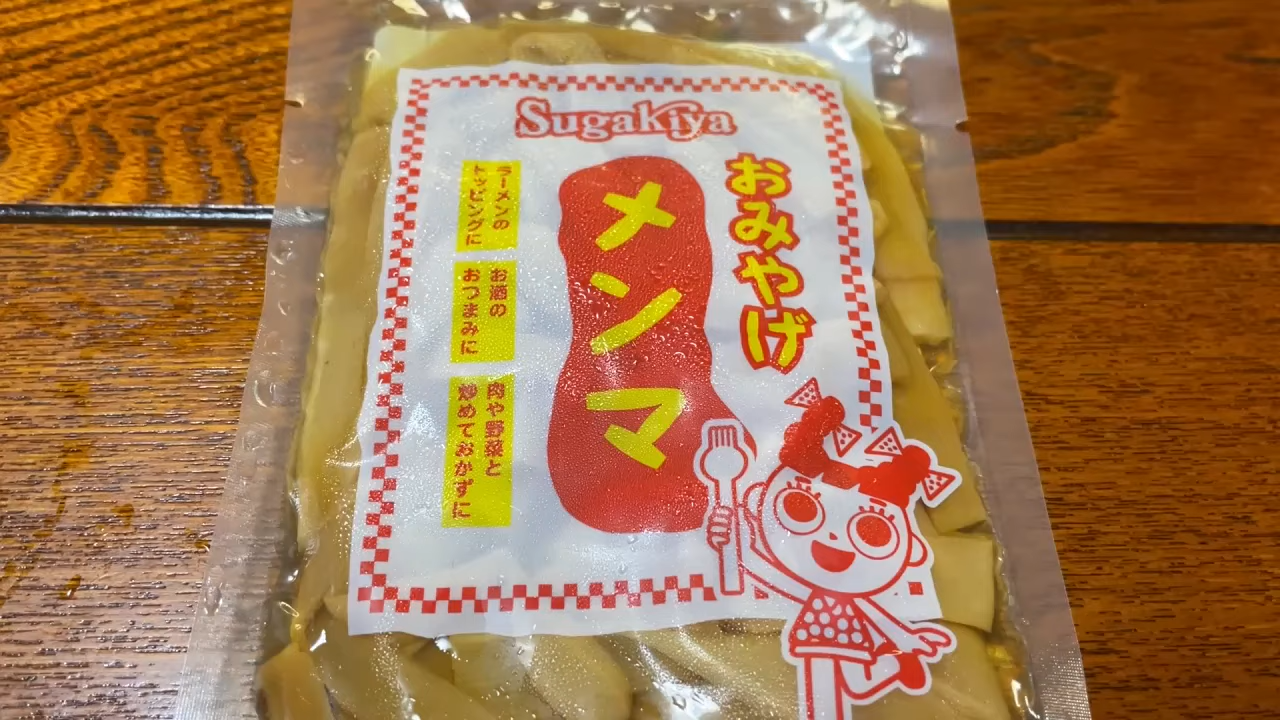 Sugakiya
おみやげ
メンマ
ラーメンの
トッピングに
お酒の
おつまみに
肉や野菜と
炒めておかずに